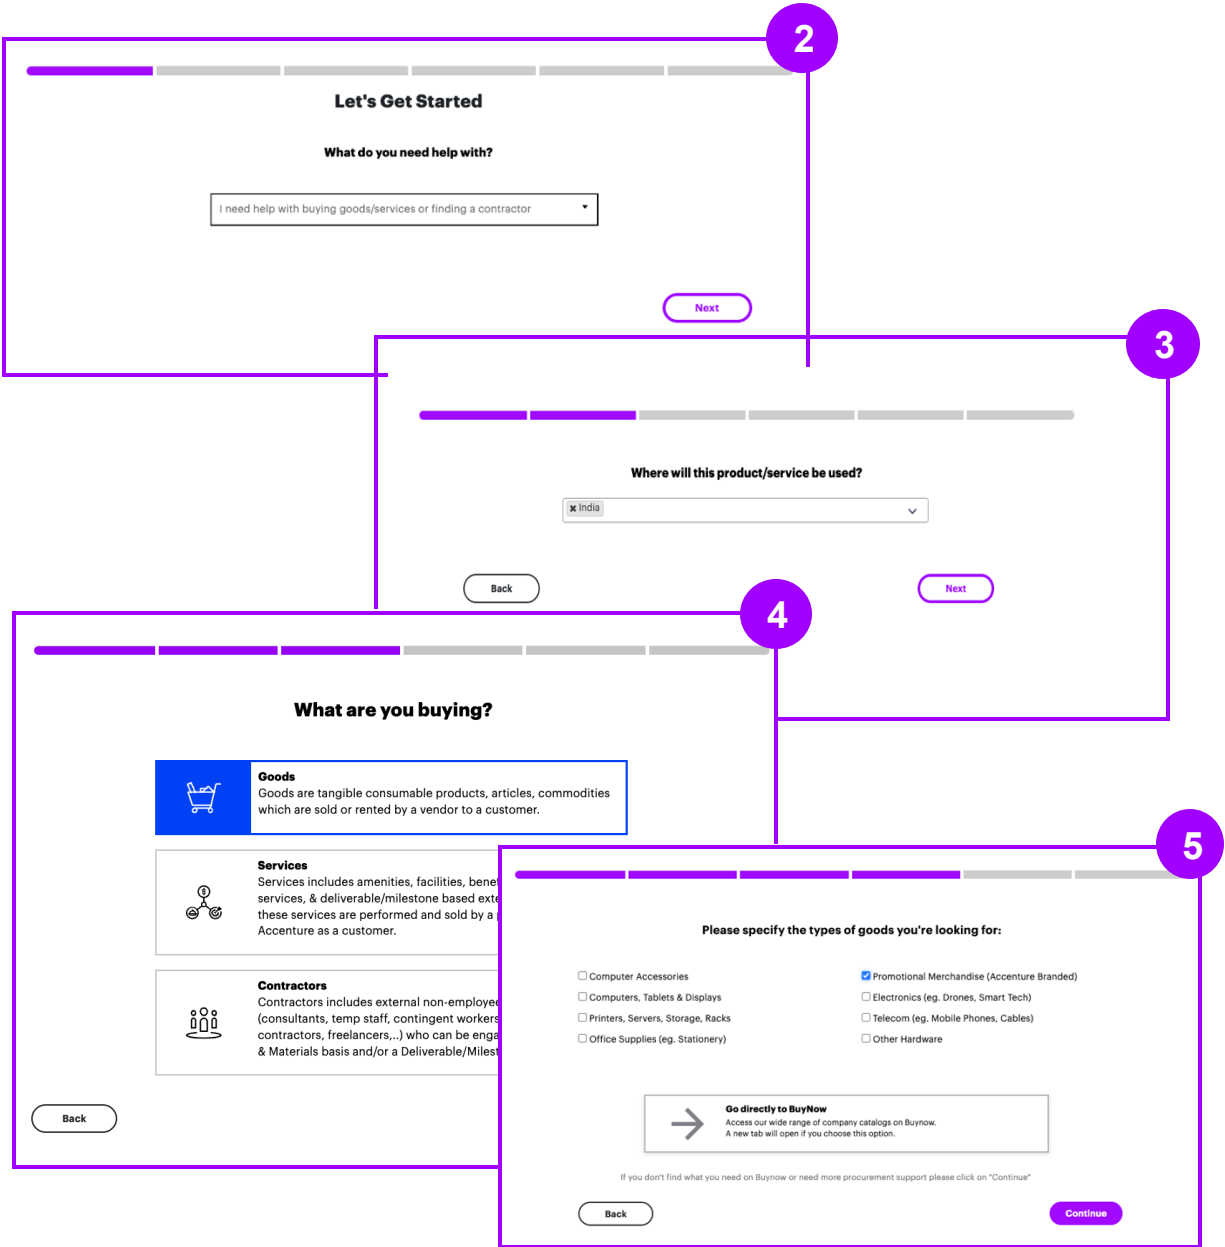 2
Let's Get Started
What do you need help with?
I need help with buying goods/services or finding a contractor
Next
3
Where will this product/service be used?
x India
Back
Next
4
What are you buying?
Goods
Goods are tangible consumable products, articles, commodities
which are sold or rented by a vendor to a customer.
Services
Services includes amenities, facilities,
services, & deliverable/milestone based
these services are performed and sold by a
Accenture as a customer.
Contractors
Contractors includes external
(consultants, temp staff, contingent workers
contractors, freelancers,..) who can be
& Materials basis and/or a
Back
5
Please specify the types of goods you're looking for:
Computer Accessories
Computers, Tablets & Displays
Printers, Servers, Storage, Racks
Office Supplies (eg. Stationery)
Promotional Merchandise (Accenture Branded)
Electronics (eg. Drones, Smart Tech)
Telecom (eg. Mobile Phones, Cables)
Other Hardware
Go directly to BuyNow
Access our wide range of company catalogs on Buynow.
A new tab will open if you choose this option.
If you don't find what you need on Buynow or need more procurement support please click on "Continue"
Back
Continue